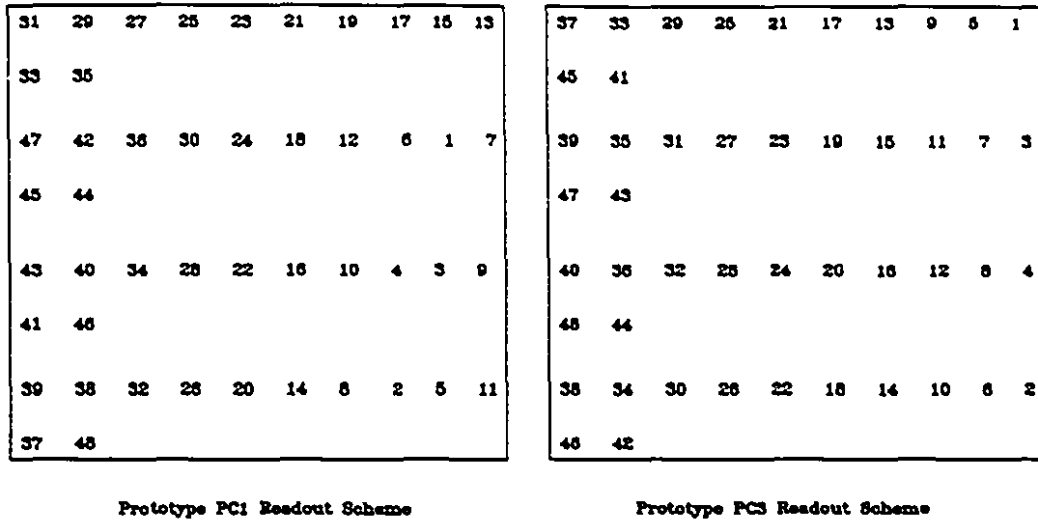 31 29 27 25 23 21 19 17 15 13
33 35
47 42 36 30 24 18 12 6 1 7
45 44
43 40 34 28 22 16 10 4 3 9
41 46
39 38 32 26 20 14 8 2 5 11
37 48
Prototype PC1 Readout Scheme
37 33 29 25 21 17 13 9 5 1
45 41
39 35 31 27 23 19 15 11 7 3
47 43
40 36 32 28 24 20 16 12 8 4
48 44
38 34 30 26 22 18 14 10 6 2
46 42
Prototype PC3 Readout Scheme